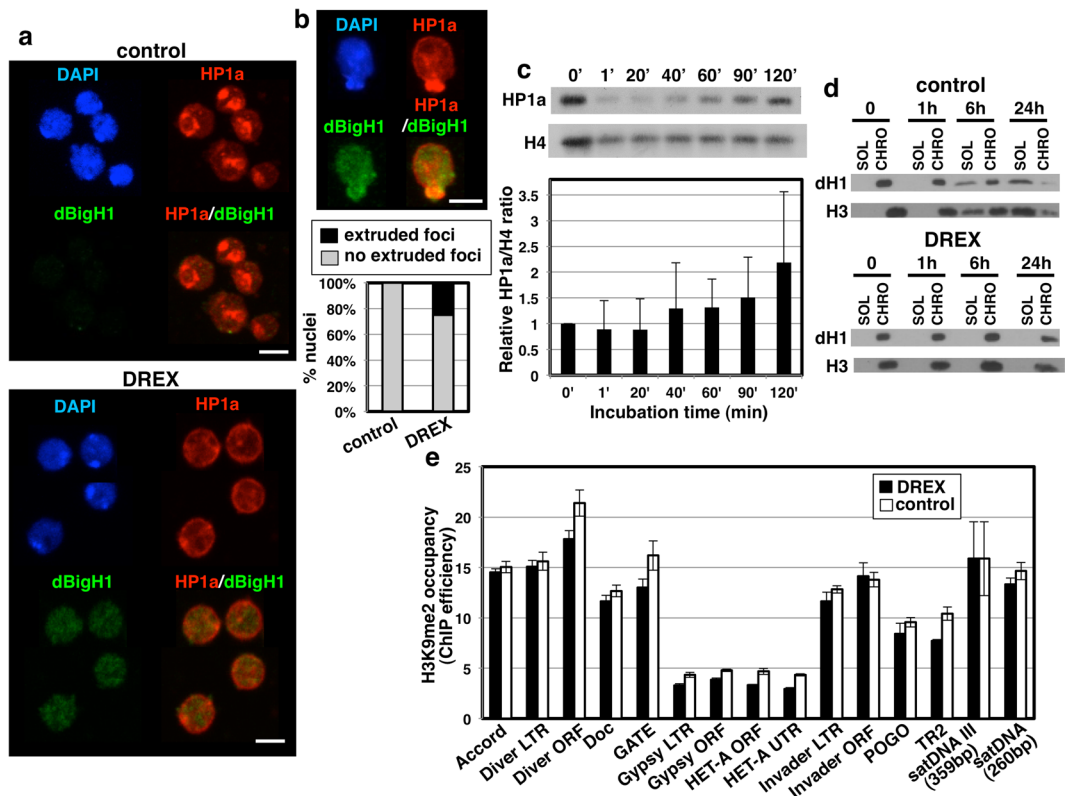 a
control
DAPI
HP1a
dBigH1
HP1a/dBigH1
DREX
DAPI
HP1a
dBigH1
HP1a/dBigH1
b
DAPI
HP1a
dBigH1
HP1a
/dBigH1
extruded foci
no extruded foci
% nuclei
100%
80%
60%
40%
20%
0%
control
DREX
c
0' 1' 20' 40' 60' 90' 120'
HP1a
H4
Relative HP1a/H4 ratio
3.5
3
2.5
2
1.5
1
0.5
0
0' 1' 20' 40' 60' 90' 120'
Incubation time (min)
d
control
0 1h 6h 24h
SOL CHRO SOL CHRO SOL CHRO SOL CHRO
dH1
H3
DREX
0 1h 6h 24h
SOL CHRO SOL CHRO SOL CHRO SOL CHRO
dH1
H3
e
H3K9me2 occupancy
(ChIP efficiency)
25
20
15
10
5
0
DREX
control
Accord
Diver LTR
Diver ORF
Doc
GATE
Gypsy LTR
Gypsy ORF
HET-A ORF
HET-A UTR
Invader LTR
Invader ORF
POGO
TR2
satDNA III
(359bp)
satDNA
(260bp)